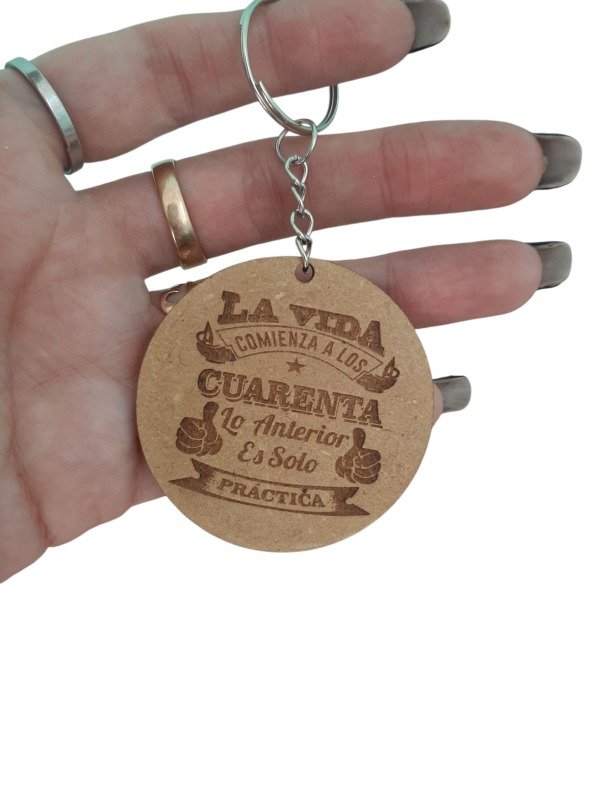 LA VIDA
COMIENZA A LOS
CUARENTA
Lo Anterior
Es Solo
PRÁCTICA